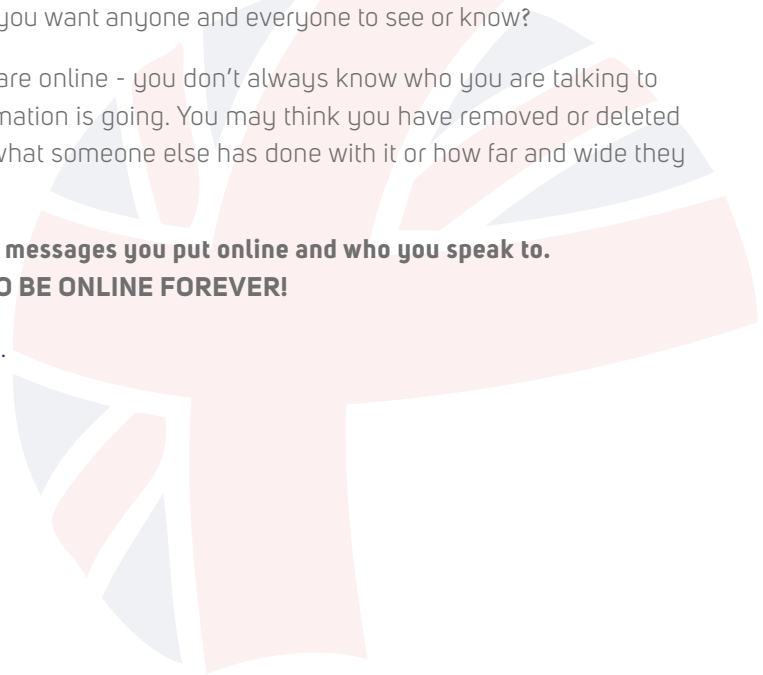 you want anyone and everyone to see or know?
are online - you don’t always know who you are talking to
mation is going. You may think you have removed or deleted
what someone else has done with it or how far and wide they
messages you put online and who you speak to.
O BE ONLINE FOREVER!
.